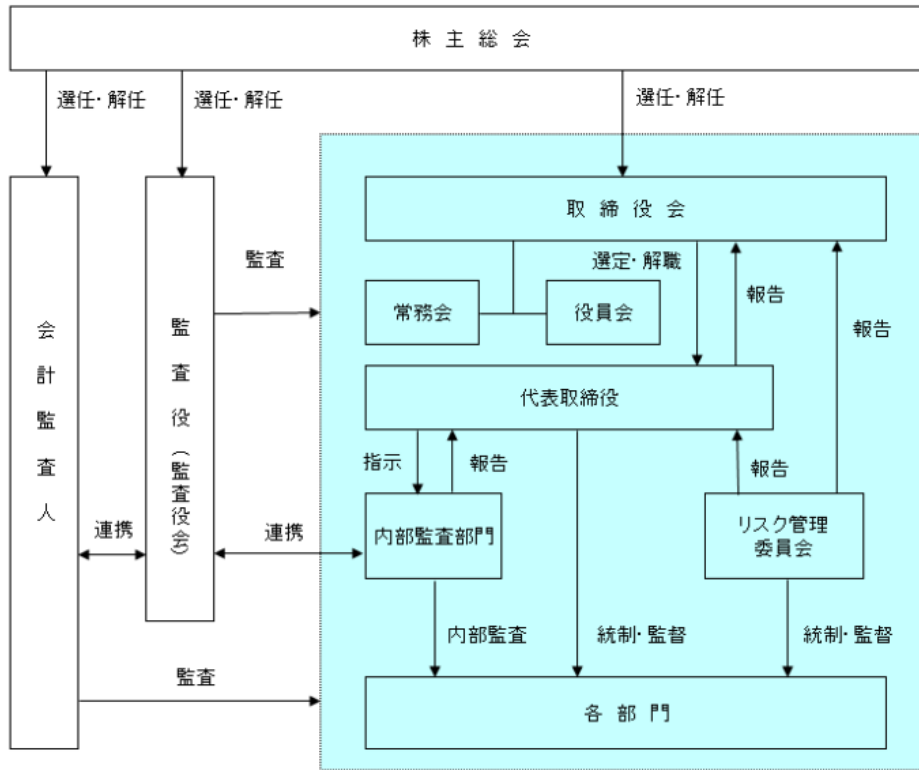 株主総会
選任・解任
選任・解任
選任・解任
取締役会
監査
選定・解職
報告
常務会
役員会
報告
会計監査人
監査役（監査役会）
代表取締役
指示
報告
報告
連携
連携
内部監査部門
リスク管理
委員会
内部監査
統制・監督
統制・監督
監査
各部門